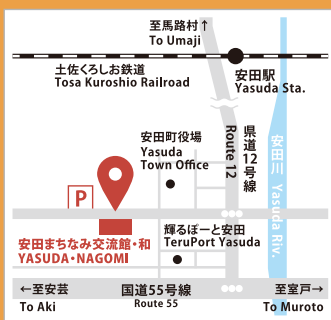 至馬路村↑
To Umaji
土佐くろしお鉄道
Tosa Kuroshio Railroad
安田駅
Yasuda Sta.
安田町役場
Yasuda
Town Office
県道12号線
Route 12
安田川 Yasuda Riv.
P
安田まちなみ交流館・和
YASUDA・NAGOMI
輝るぽーと安田
TeruPort Yasuda
←至安芸
To Aki
国道55号線
Route 55
至室戸→
To Muroto